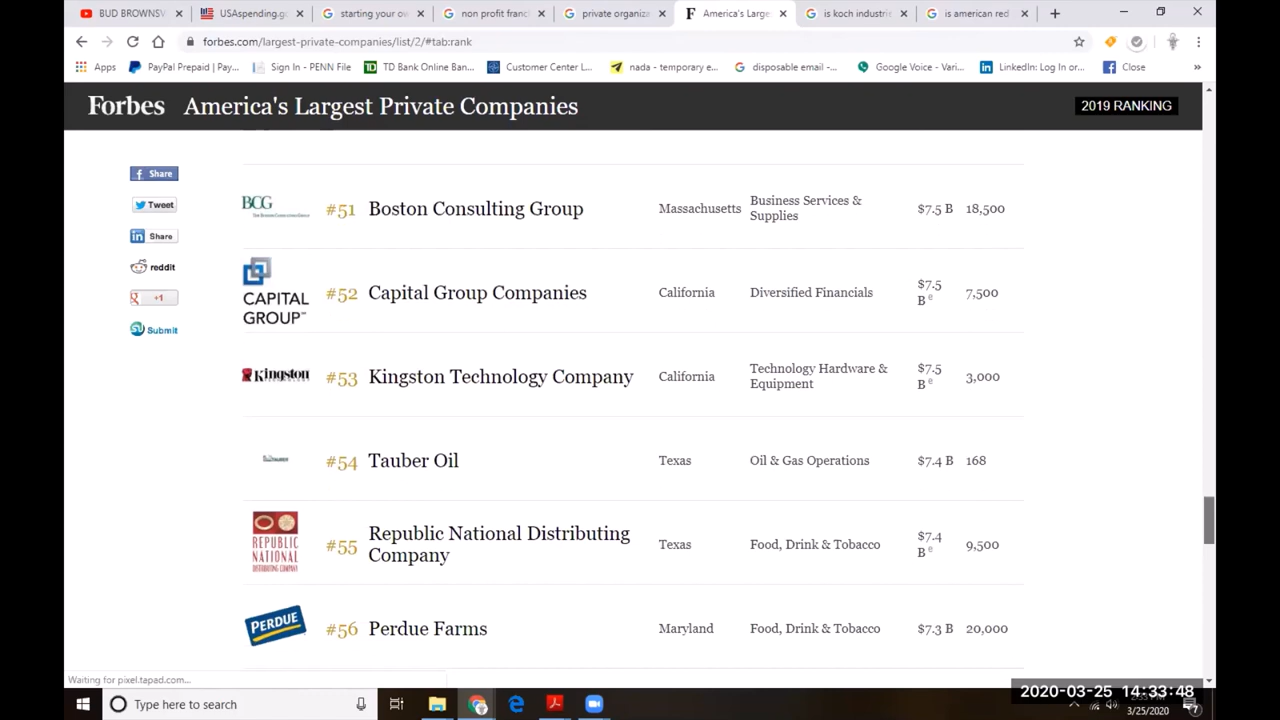 BUD BROWNSV
USAspending.go
starting your ov
non profit franc
private organiza
America's Large
is koch industrie
is american red
forbes.com/largest-private-companies/list/2/#tab:rank
Apps
PayPal Prepaid | Pay...
Sign In - PENN File
TD Bank Online Ban...
Customer Center L...
nada - temporary e...
disposable email -...
Google Voice - Vari...
LinkedIn: Log In or...
Close
»
Forbes America's Largest Private Companies
2019 RANKING
Share
Tweet
Share
reddit
+1
Submit
BCG
#51 Boston Consulting Group Massachusetts Business Services & Supplies $7.5 B 18,500
CAPITAL GROUP
#52 Capital Group Companies California Diversified Financials $7.5 B e 7,500
Kingston
#53 Kingston Technology Company California Technology Hardware & Equipment $7.5 B e 3,000
#54 Tauber Oil Texas Oil & Gas Operations $7.4 B 168
REPUBLIC NATIONAL
#55 Republic National Distributing Company Texas Food, Drink & Tobacco $7.4 B e 9,500
PERDUE
#56 Perdue Farms Maryland Food, Drink & Tobacco $7.3 B 20,000
Waiting for pixel.tapad.com...
Type here to search
2020-03-25 14:33:48
3/25/2020